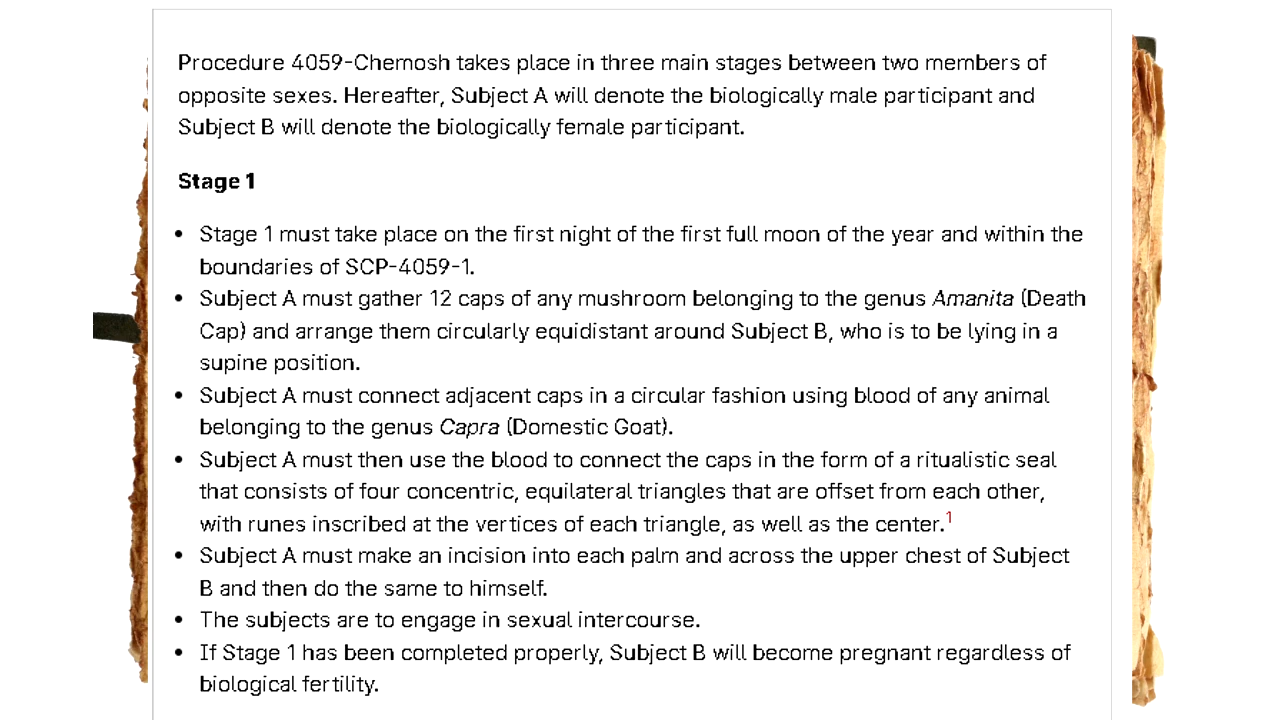 Procedure 4059-Chemosh takes place in three main stages between two members of
opposite sexes. Hereafter, Subject A will denote the biologically male participant and
Subject B will denote the biologically female participant.
Stage 1
• Stage 1 must take place on the first night of the first full moon of the year and within the
boundaries of SCP-4059-1.
• Subject A must gather 12 caps of any mushroom belonging to the genus Amanita (Death
Cap) and arrange them circularly equidistant around Subject B, who is to be lying in a
supine position.
• Subject A must connect adjacent caps in a circular fashion using blood of any animal
belonging to the genus Capra (Domestic Goat).
• Subject A must then use the blood to connect the caps in the form of a ritualistic seal
that consists of four concentric, equilateral triangles that are offset from each other,
with runes inscribed at the vertices of each triangle, as well as the center.1
• Subject A must make an incision into each palm and across the upper chest of Subject
B and then do the same to himself.
• The subjects are to engage in sexual intercourse.
• If Stage 1 has been completed properly, Subject B will become pregnant regardless of
biological fertility.